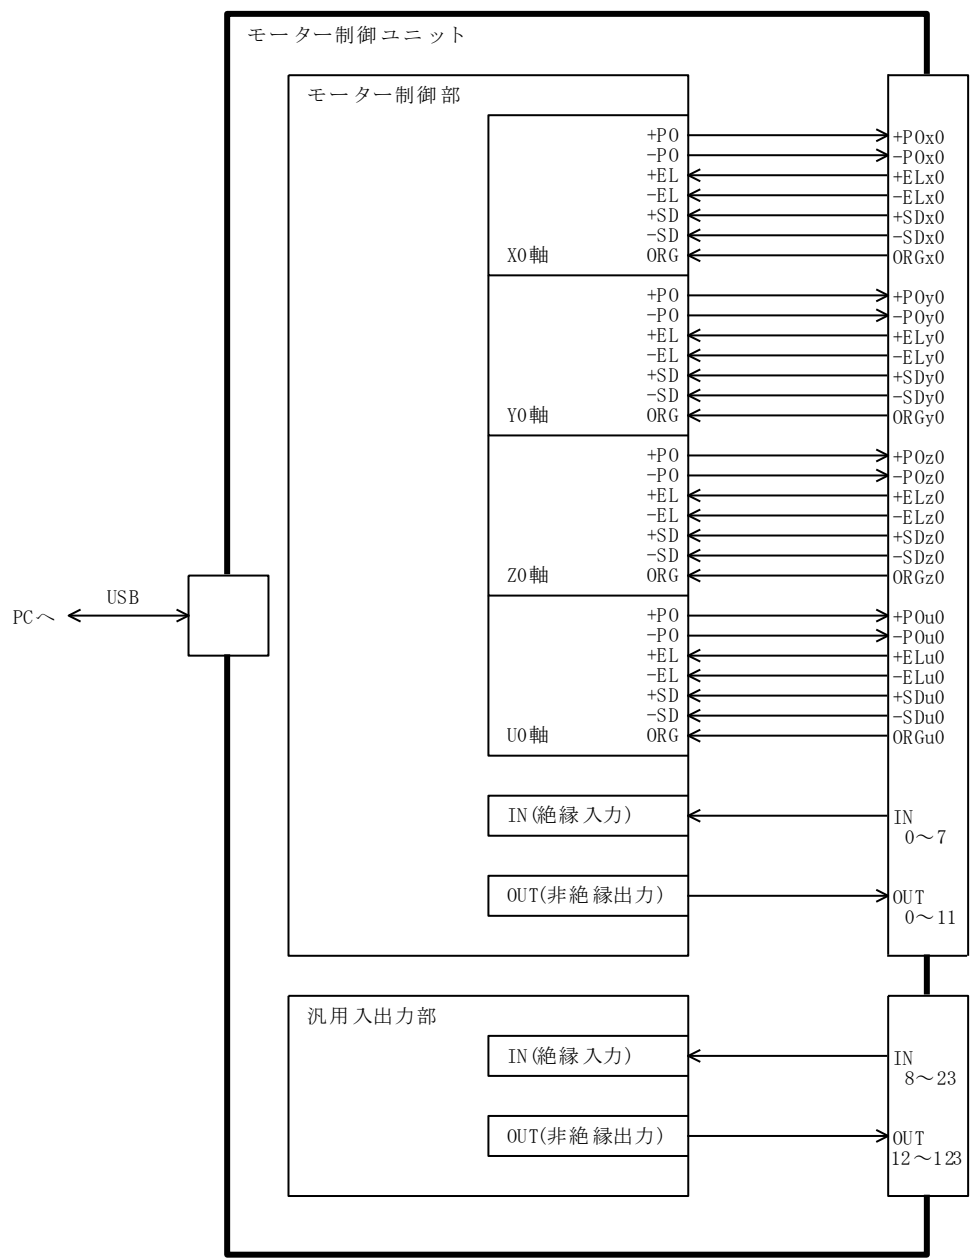 モーター制御ユニット
モーター制御部
+PO
-PO
+EL
-EL
+SD
-SD
X0軸 ORG
+POx0
-POx0
+ELx0
-ELx0
+SDx0
-SDx0
ORGx0
+PO
-PO
+EL
-EL
+SD
-SD
Y0軸 ORG
+POy0
-POy0
+ELy0
-ELy0
+SDy0
-SDy0
ORGy0
+PO
-PO
+EL
-EL
+SD
-SD
Z0軸 ORG
+POz0
-POz0
+ELz0
-ELz0
+SDz0
-SDz0
ORGz0
PCへ
USB
+PO
-PO
+EL
-EL
+SD
-SD
U0軸 ORG
+POu0
-POu0
+ELu0
-ELu0
+SDu0
-SDu0
ORGu0
IN(絶縁入力)
IN
0～7
OUT(非絶縁出力)
OUT
0～11
汎用入出力部
IN(絶縁入力)
IN
8～23
OUT(非絶縁出力)
OUT
12～123